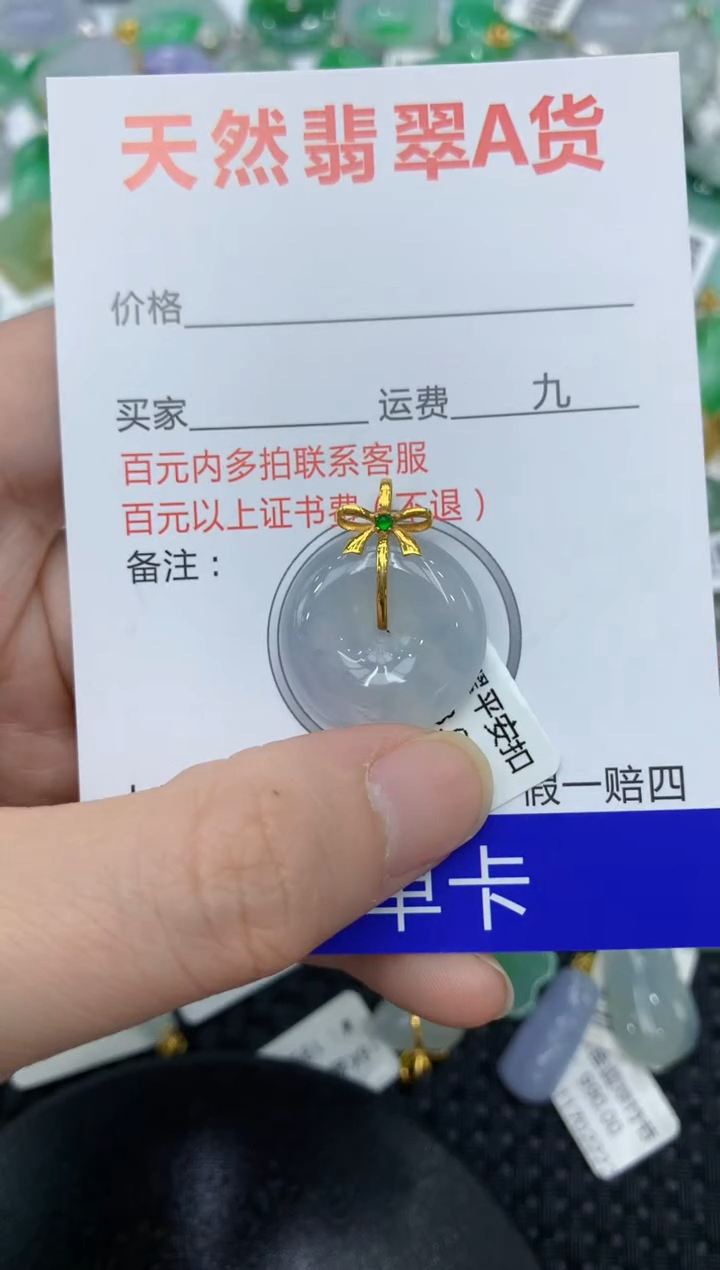 天然翡翠A货
价格
买家 运费 九
百元内多拍联系客服
百元以上证书费（不退）
备注：
平安扣
假一赔四
单卡